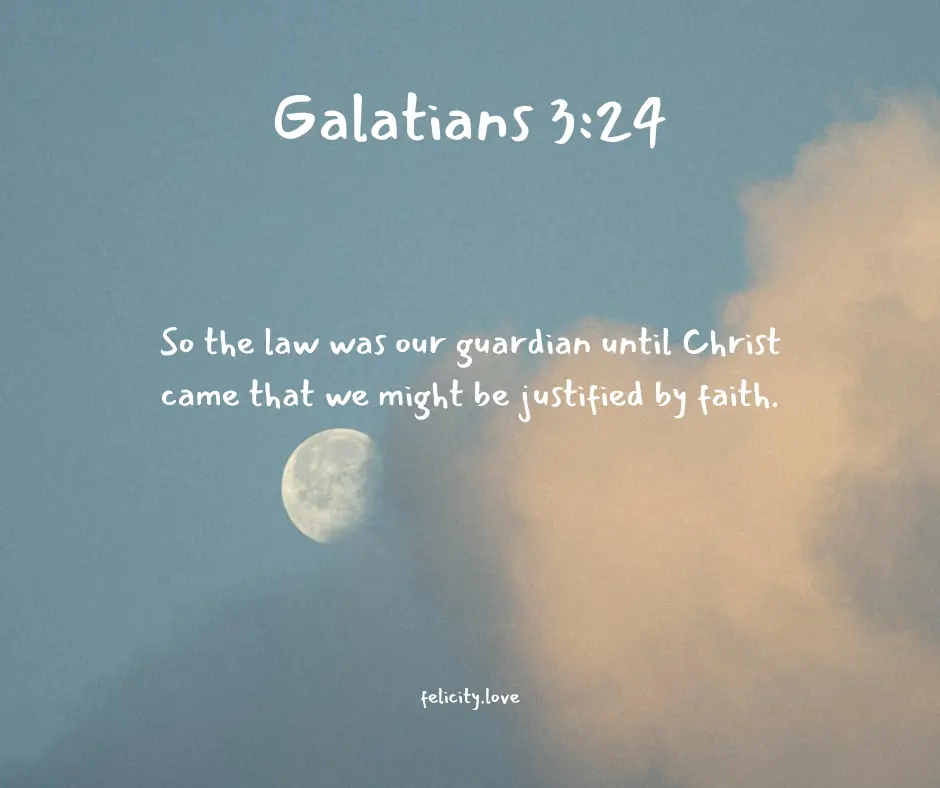 Galatians 3:24
So the law was our guardian until Christ
came that we might be justified by faith.
felicity.love